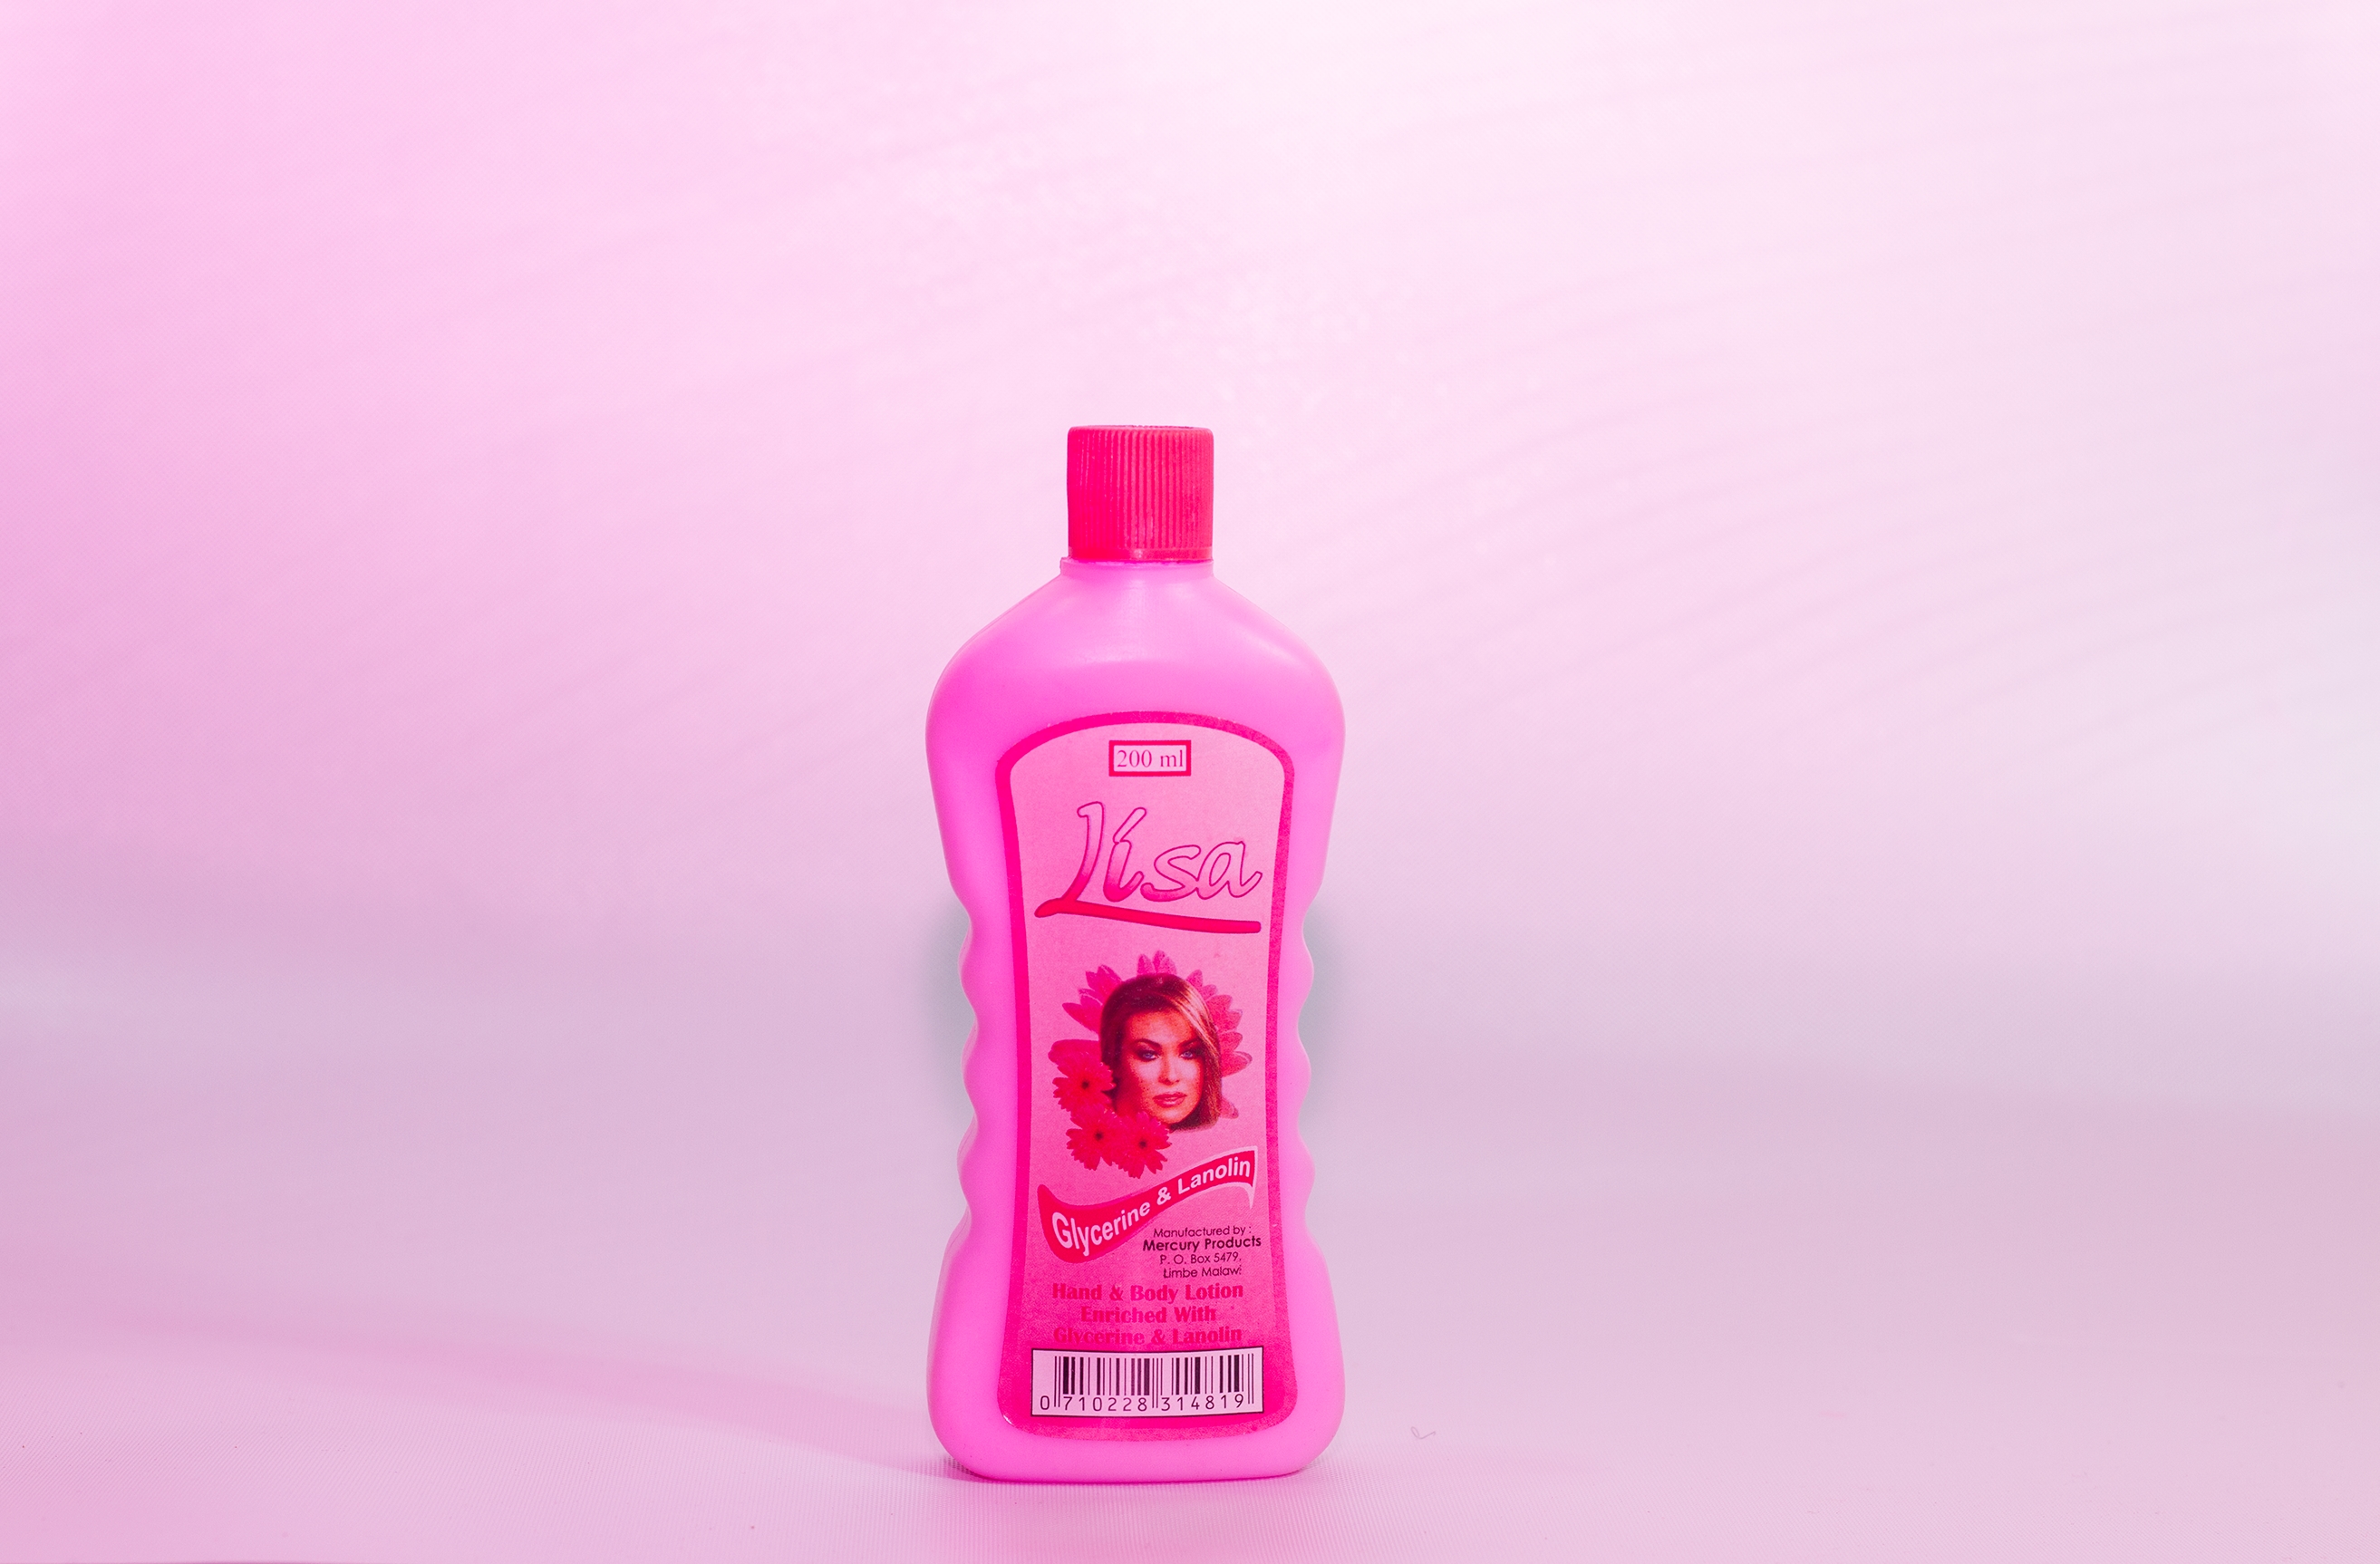 200 ml
Lisa
Glycerine & Lanolin
Manufactured by :
Mercury Products
P. O. Box 5479,
Limbe Malawi
Hand & Body Lotion
Enriched With
Glycerine & Lanolin
0 710228 314819